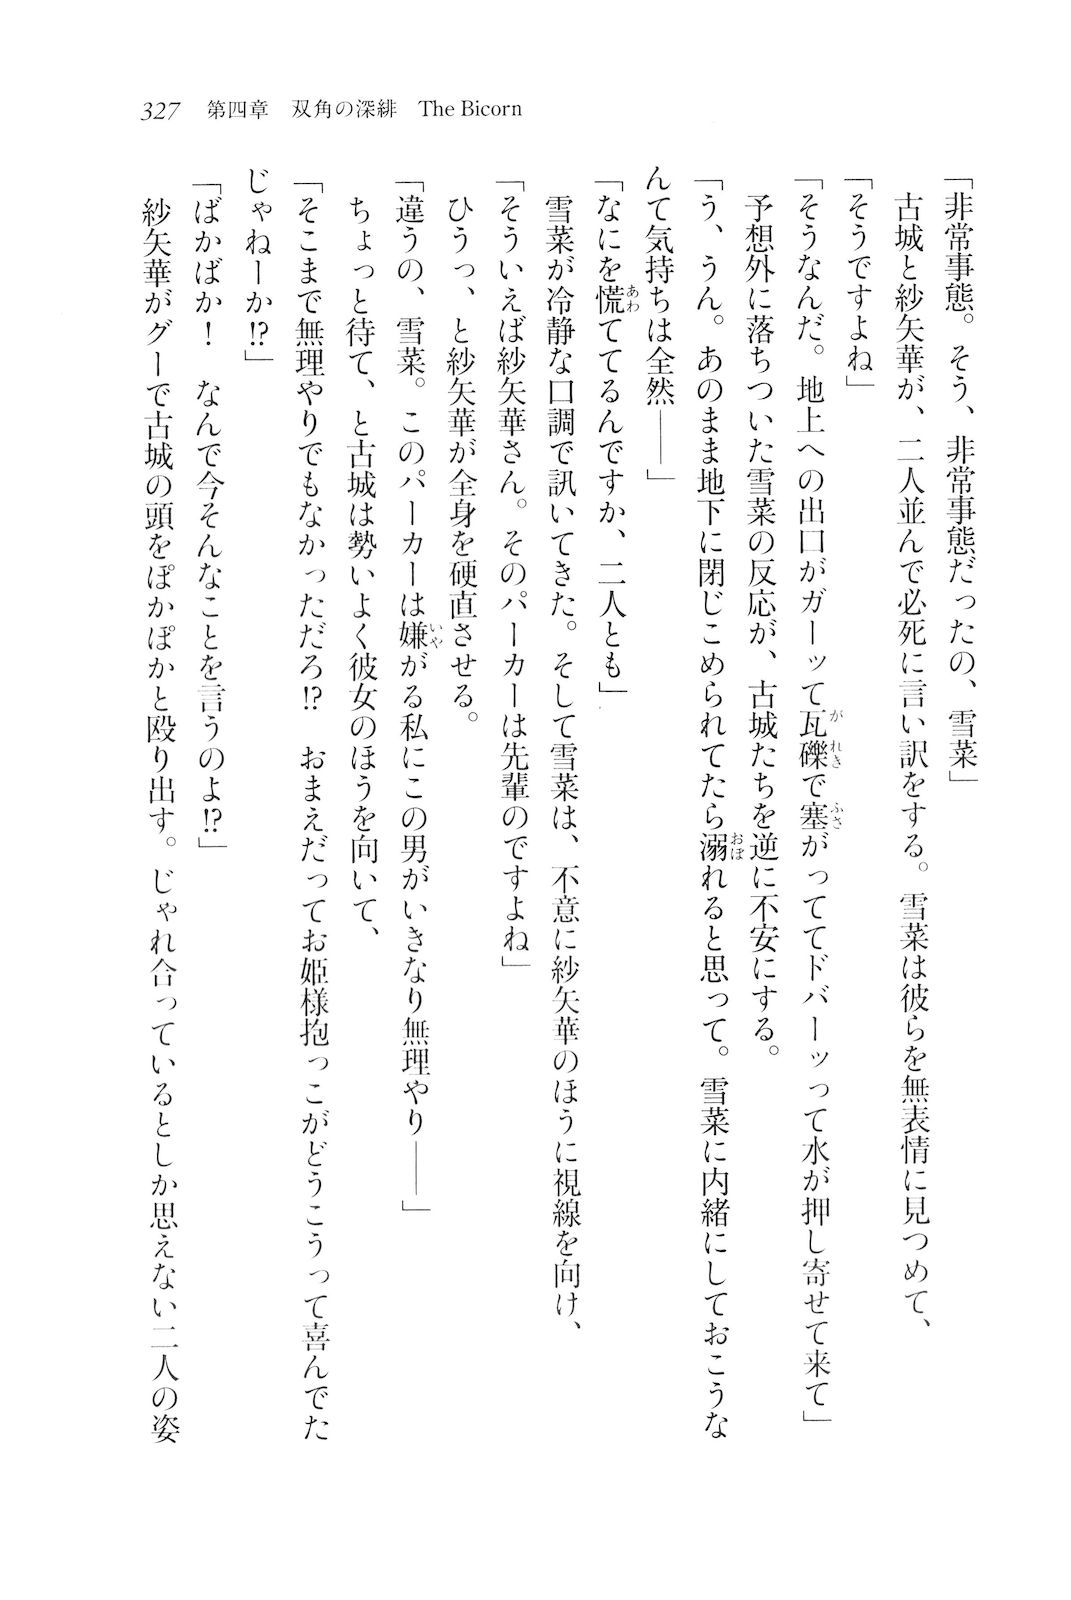 327 第四章 双角の深緋 The Bicorn
「非常事態。そう、非常事態だったの、雪菜」
古城と紗矢華が、二人並んで必死に言い訳をする。雪菜は彼らを無表情に見つめて、
「そうですよね」
「そうなんだ。地上への出口がガーッて瓦礫で塞がっててドバーッって水が押し寄せて来て」
予想外に落ちついた雪菜の反応が、古城たちを逆に不安にする。
「う、うん。あのまま地下に閉じこめられてたら溺れると思って。雪菜に内緒にしておこうな
んて気持ちは全然――」
「なにを慌ててるんですか、二人とも」
雪菜が冷静な口調で訊いてきた。そして雪菜は、不意に紗矢華のほうに視線を向け、
「そういえば紗矢華さん。そのパーカーは先輩のですよね」
ひうっ、と紗矢華が全身を硬直させる。
「違うの、雪菜。このパーカーは嫌がる私にこの男がいきなり無理やり――」
ちょっと待て、と古城は勢いよく彼女のほうを向いて、
「そこまで無理やりでもなかっただろ!? おまえだってお姫様抱っこがどうこうって喜んでた
じゃねーか!?」
「ばかばか! なんで今そんなことを言うのよ!?」
紗矢華がグーで古城の頭をぽかぽかと殴り出す。じゃれ合っているとしか思えない二人の姿